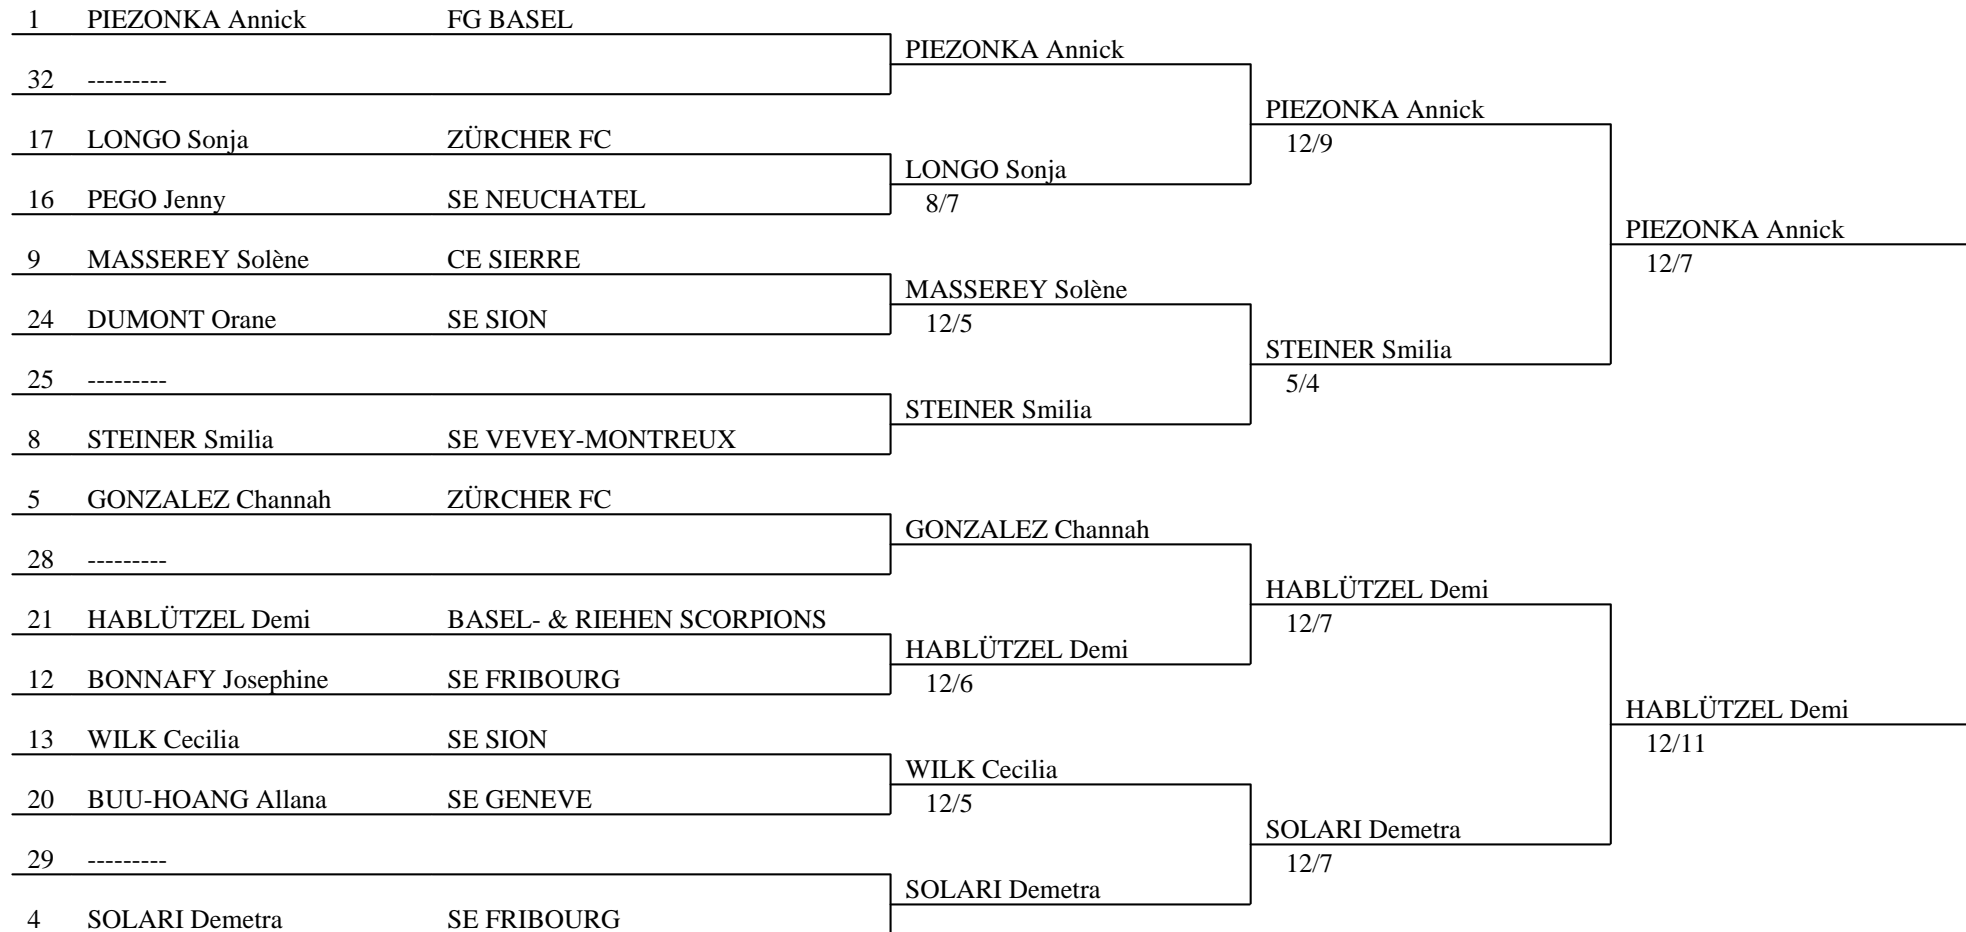 1 PIEZONKA Annick FG BASEL
PIEZONKA Annick
32 ---------
PIEZONKA Annick
12/9
17 LONGO Sonja ZÜRCHER FC
LONGO Sonja
8/7
16 PEGO Jenny SE NEUCHATEL
PIEZONKA Annick
12/7
9 MASSEREY Solène CE SIERRE
MASSEREY Solène
12/5
24 DUMONT Orane SE SION
STEINER Smilia
5/4
25 ---------
STEINER Smilia
8 STEINER Smilia SE VEVEY-MONTREUX
5 GONZALEZ Channah ZÜRCHER FC
GONZALEZ Channah
28 ---------
HABLÜTZEL Demi
12/7
21 HABLÜTZEL Demi BASEL- & RIEHEN SCORPIONS
HABLÜTZEL Demi
12/6
12 BONNAFY Josephine SE FRIBOURG
HABLÜTZEL Demi
12/11
13 WILK Cecilia SE SION
WILK Cecilia
12/5
20 BUU-HOANG Allana SE GENEVE
SOLARI Demetra
12/7
29 ---------
SOLARI Demetra
4 SOLARI Demetra SE FRIBOURG